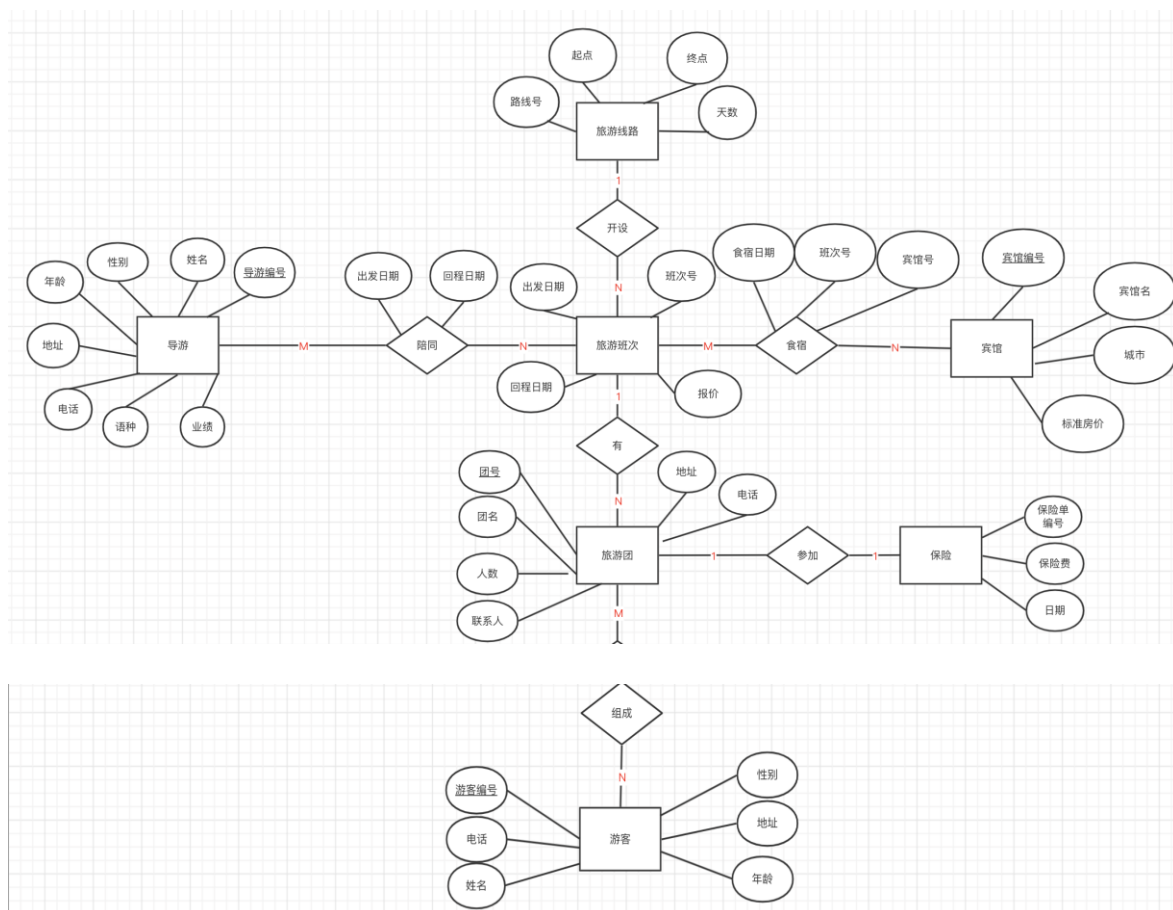 起点
终点
路线号
天数
旅游线路
1
开设
N
年龄
性别
姓名
导游编号
地址
电话
语种
业绩
导游
M
出发日期
回程日期
陪同
N
出发日期
班次号
旅游班次
回程日期
报价
M
食宿日期
班次号
宾馆号
食宿
N
宾馆编号
宾馆名
城市
标准房价
宾馆
1
有
N
团号
团名
人数
联系人
地址
电话
旅游团
1
参加
1
保险
保险单
编号
保险费
日期
M
组成
N
游客编号
电话
姓名
游客
性别
地址
年龄